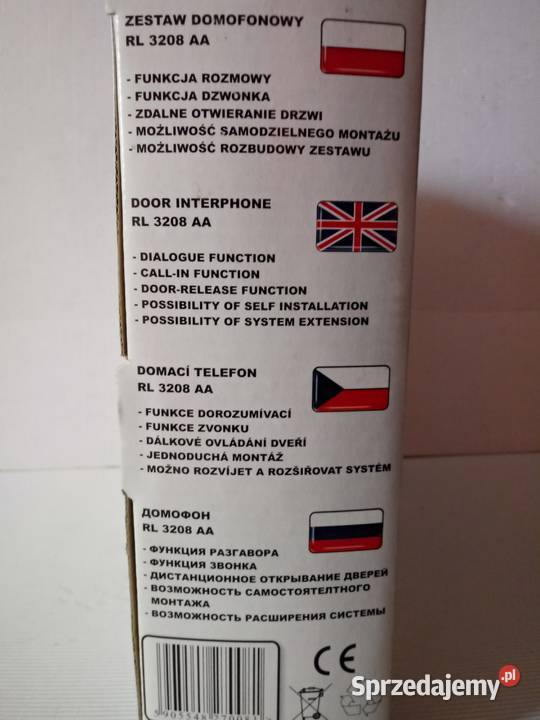 ZESTAW DOMOFONOWY
RL 3208 AA
- FUNKCJA ROZMOWY
- FUNKCJA DZWONKA
- ZDALNE OTWIERANIE DRZWI
- MOŻLIWOŚĆ SAMODZIELNEGO MONTAŻU
- MOŻLIWOŚĆ ROZBUDOWY ZESTAWU
DOOR INTERPHONE
RL 3208 AA
- DIALOGUE FUNCTION
- CALL-IN FUNCTION
- DOOR-RELEASE FUNCTION
- POSSIBILITY OF SELF INSTALLATION
- POSSIBILITY OF SYSTEM EXTENSION
DOMACÍ TELEFON
RL 3208 AA
- FUNKCE DOROZUMÍVACÍ
- FUNKCE ZVONKU
- DÁLKOVÉ OVLÁDÁNÍ DVEŘÍ
- JEDNODUCHÁ MONTÁŽ
- MOŽNO ROZVÍJET A ROZŠIŘOVAT SYSTÉM
ДОМОФОН
RL 3208 AA
- ФУНКЦИЯ РАЗГАВОРА
- ФУНКЦИЯ ЗВОНКА
- ДИСТАНЦИОННОЕ ОТКРЫВАНИЕ ДВЕРЕЙ
- ВОЗМОЖНОСТЬ САМОСТОЯТЕЛТНОГО
МОНТАЖА
- ВОЗМОЖНОСТЬ РАСШИРЕНИЯ СИСТЕМЫ
CE
Sprzedajemy.pl